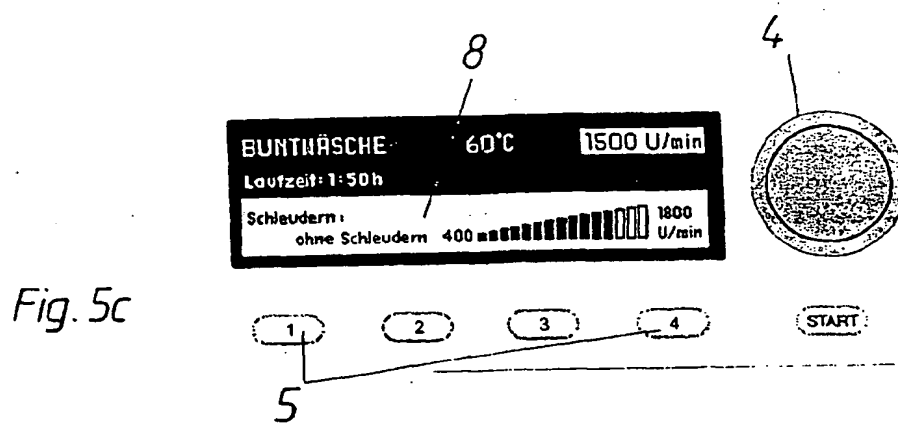 8
4
BUNTWÄSCHE 60°C 1500 U/min
Laufzeit: 1:50h
Schleudern:
ohne Schleudern 400 1800
U/min
Fig. 5c
1 2 3 4 START
5